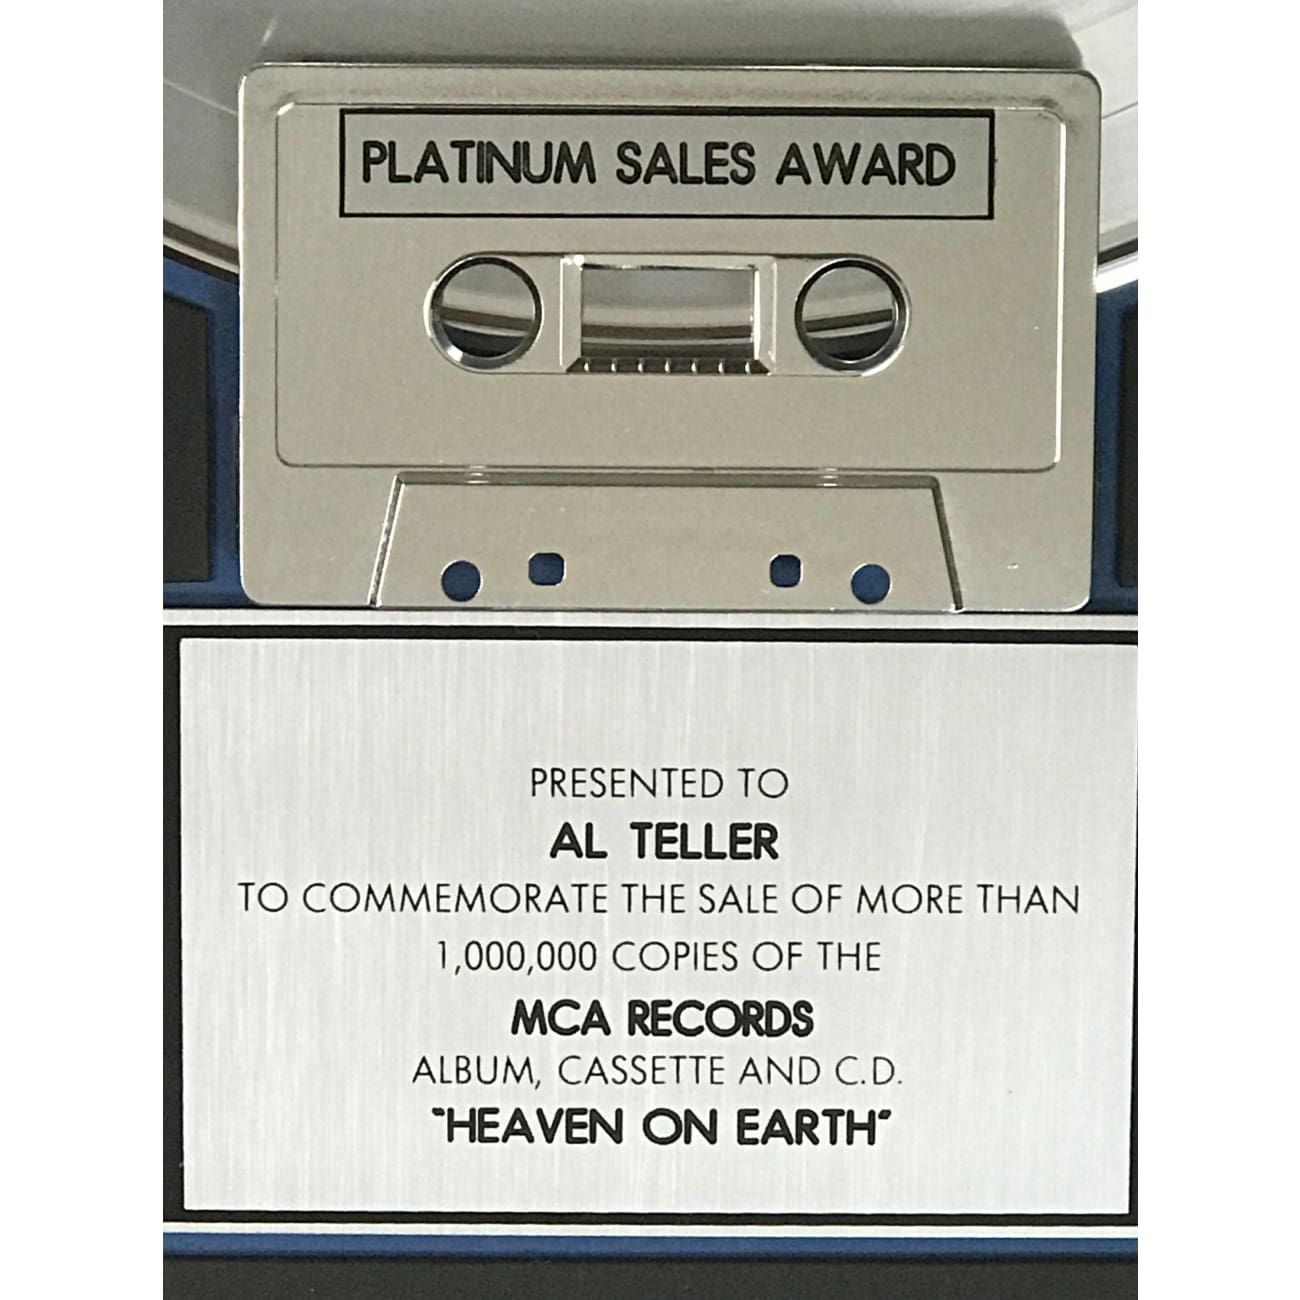 PLATINUM SALES AWARD
PRESENTED TO
AL TELLER
TO COMMEMORATE THE SALE OF MORE THAN
1,000,000 COPIES OF THE
MCA RECORDS
ALBUM, CASSETTE AND C.D.
"HEAVEN ON EARTH"